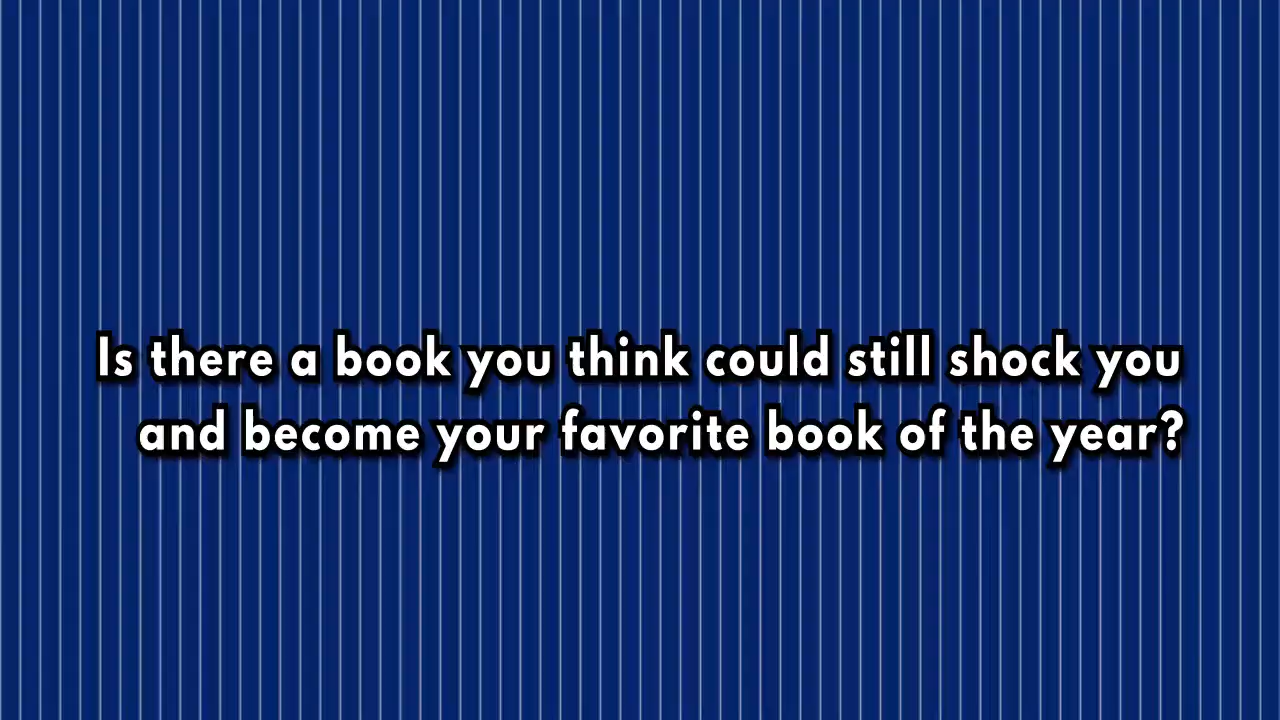 Is there a book you think could still shock you
and become your favorite book of the year?